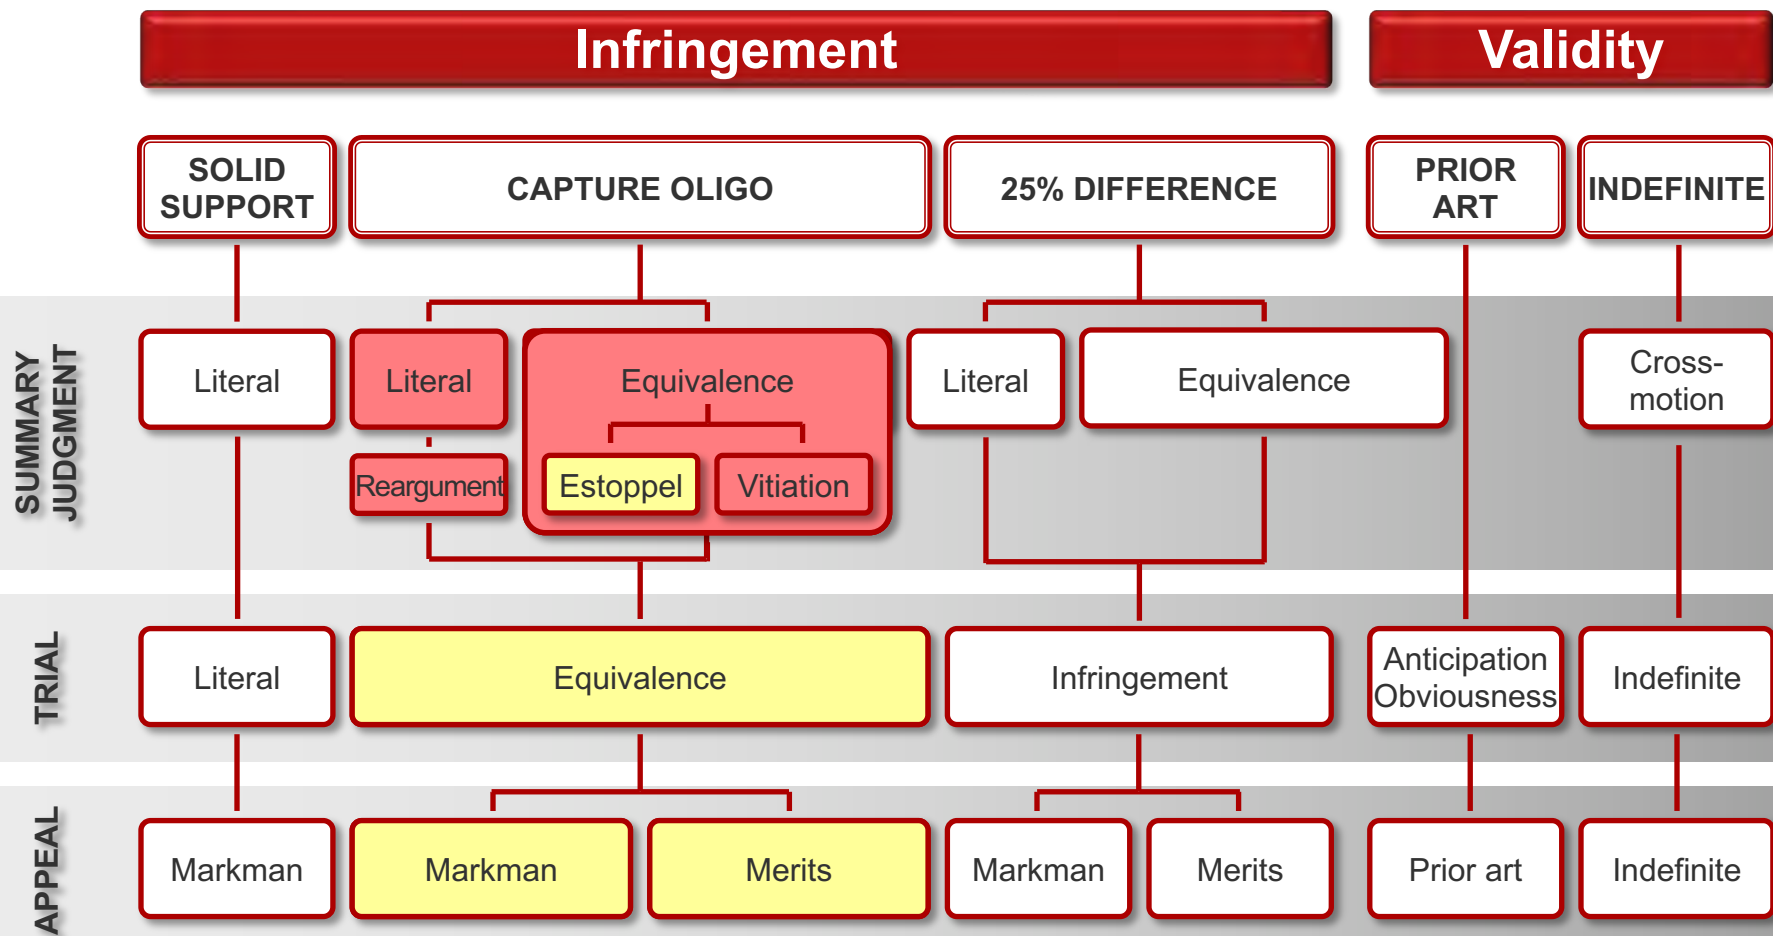 Infringement
Validity
SOLID
SUPPORT
CAPTURE OLIGO
25% DIFFERENCE
PRIOR
ART
INDEFINITE
SUMMARY
JUDGMENT
Literal
Literal
Equivalence
Literal
Equivalence
Cross-
motion
Reargument
Estoppel
Vitiation
TRIAL
Literal
Equivalence
Infringement
Anticipation
Obviousness
Indefinite
APPEAL
Markman
Markman
Merits
Markman
Merits
Prior art
Indefinite